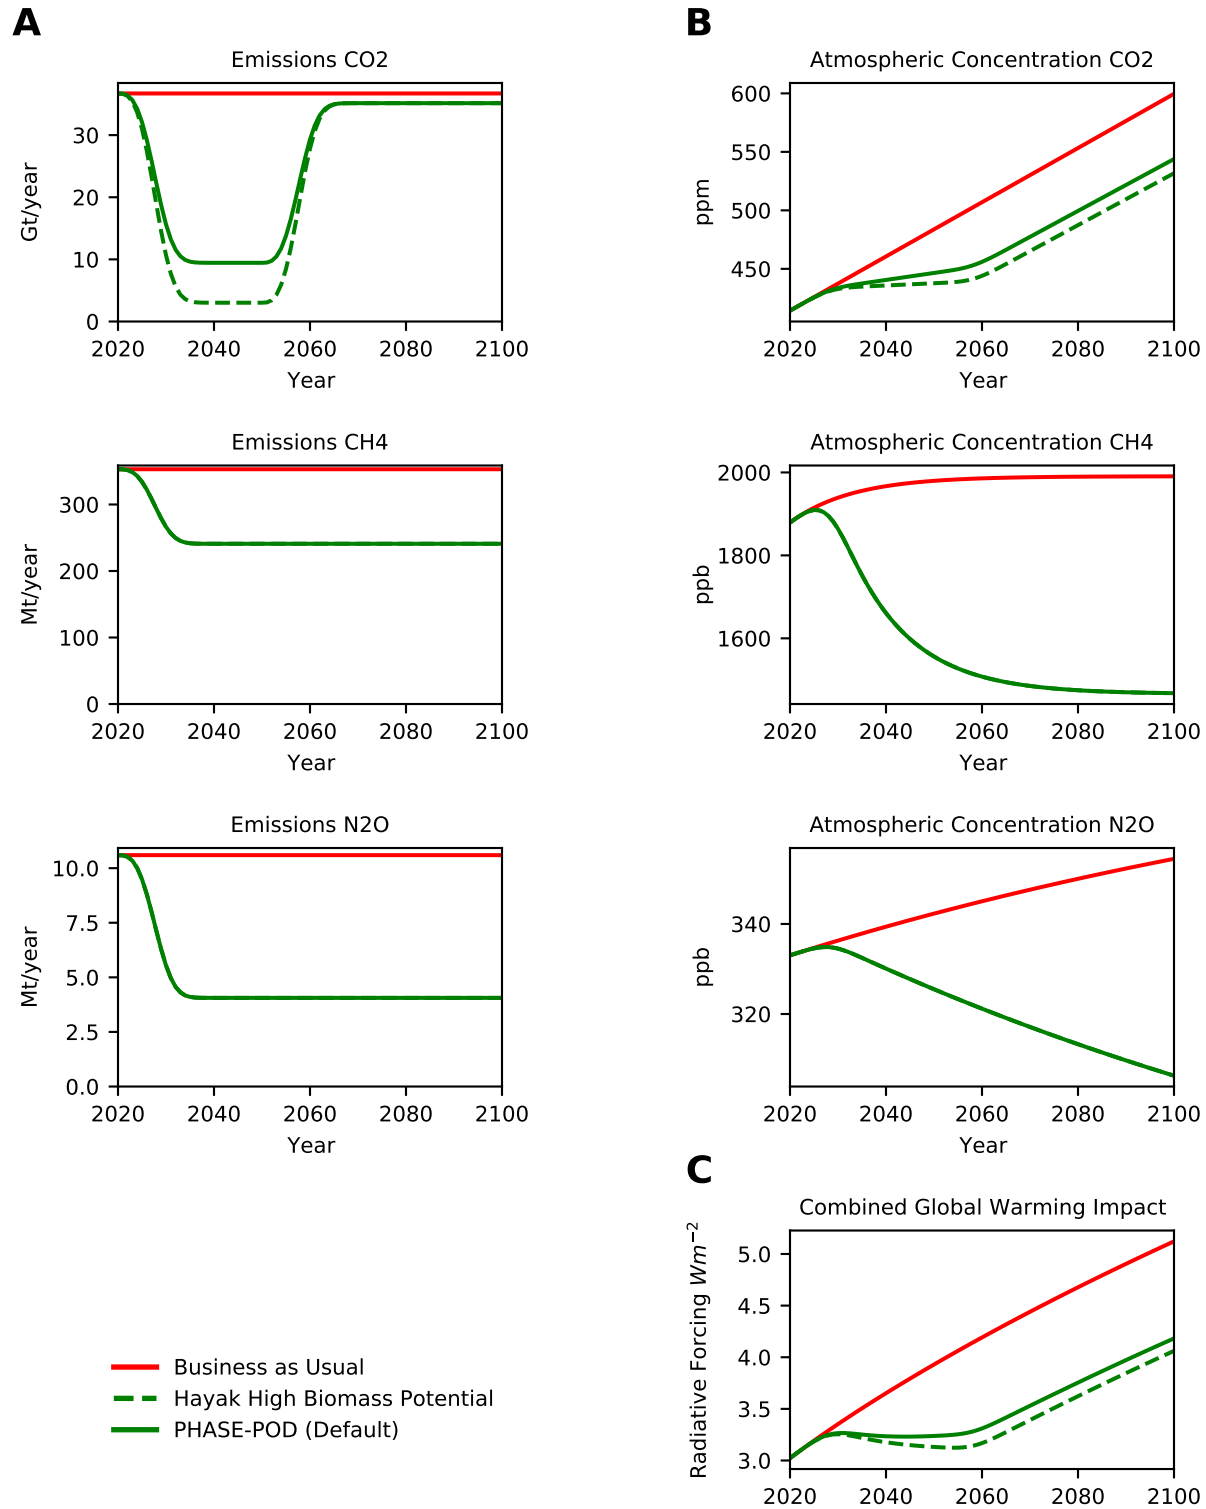 A
Emissions CO2
Gt/year
30
20
10
0
2020 2040 2060 2080 2100
Year
B
Atmospheric Concentration CO2
ppm
600
550
500
450
2020 2040 2060 2080 2100
Year
Emissions CH4
Mt/year
300
200
100
0
2020 2040 2060 2080 2100
Year
Atmospheric Concentration CH4
ppb
2000
1800
1600
2020 2040 2060 2080 2100
Year
Emissions N2O
Mt/year
10.0
7.5
5.0
2.5
0.0
2020 2040 2060 2080 2100
Year
Atmospheric Concentration N2O
ppb
340
320
2020 2040 2060 2080 2100
Year
C
Combined Global Warming Impact
Radiative Forcing Wm⁻²
5.0
4.5
4.0
3.5
3.0
2020 2040 2060 2080 2100
Business as Usual
Hayak High Biomass Potential
PHASE-POD (Default)